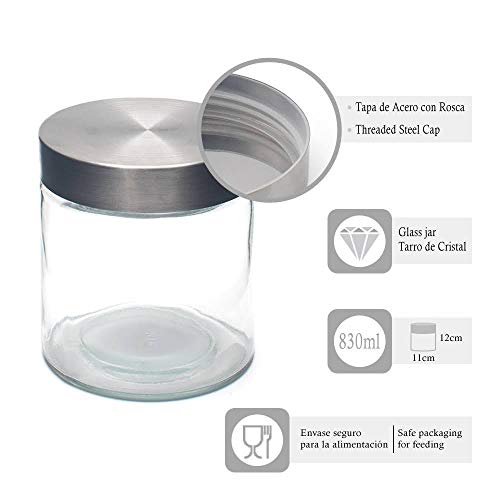 Tapa de Acero con Rosca
Threaded Steel Cap
Glass jar
Tarro de Cristal
830ml
12cm
11cm
Envase seguro
para la alimentación
Safe packaging
for feeding